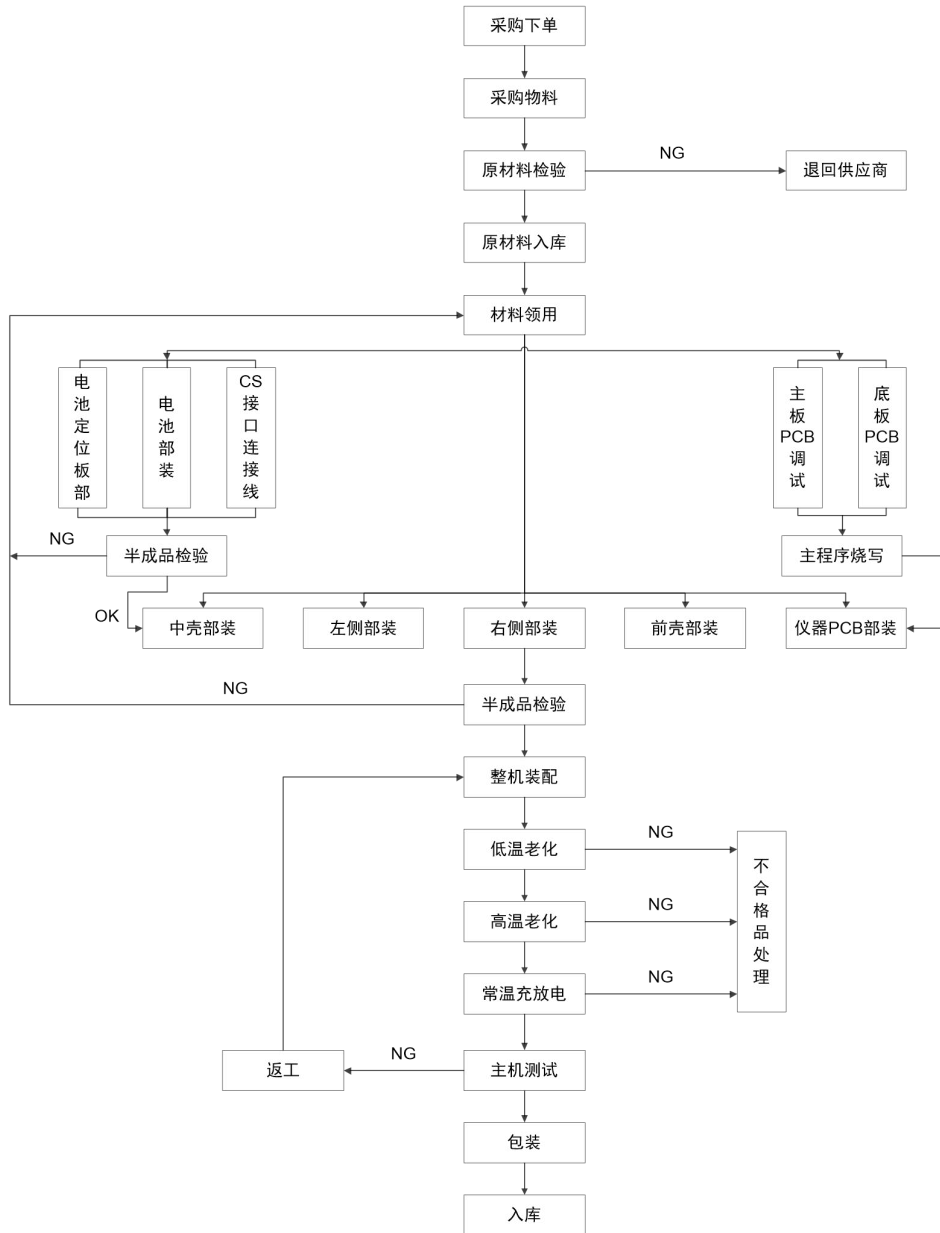 采购下单
采购物料
原材料检验
NG
退回供应商
原材料入库
材料领用
电池定位板部
电池部装
CS接口连接线
主板PCB调试
底板PCB调试
NG
半成品检验
主程序烧写
OK
中壳部装
左侧部装
右侧部装
前壳部装
仪器PCB部装
NG
半成品检验
整机装配
低温老化
NG
不合格品处理
高温老化
NG
常温充放电
NG
返工
NG
主机测试
包装
入库